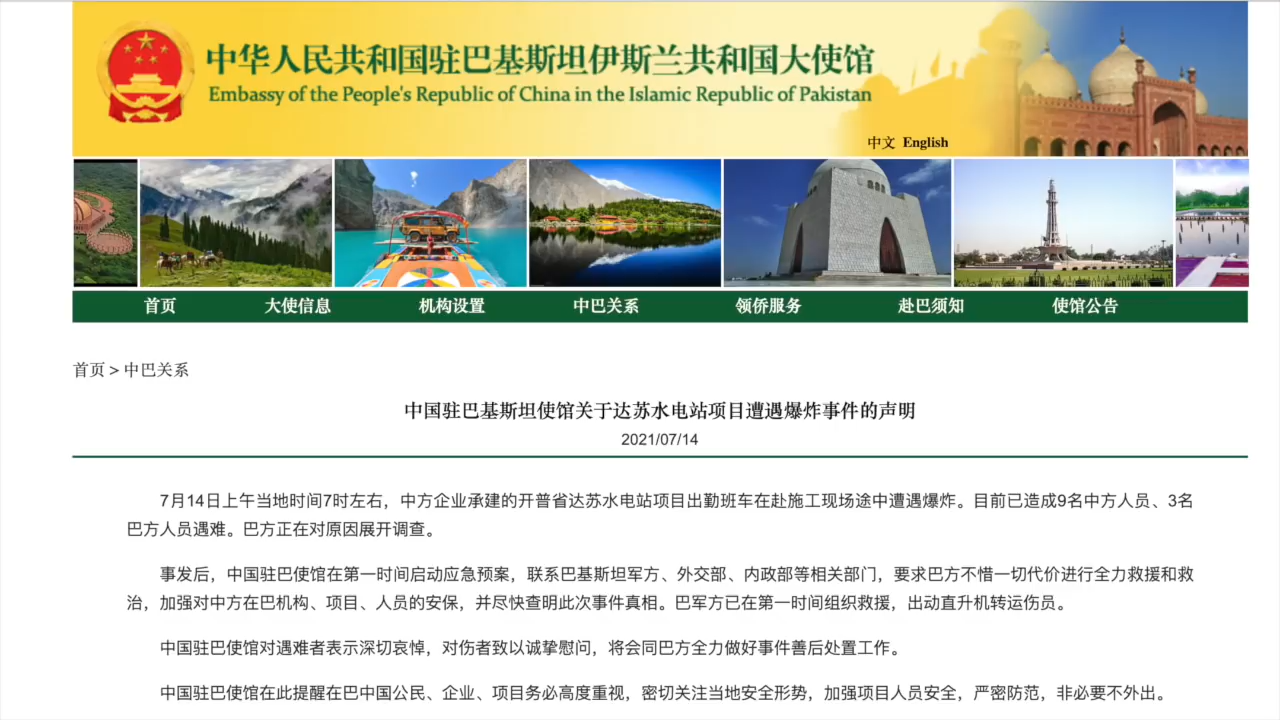 中华人民共和国驻巴基斯坦伊斯兰共和国大使馆
Embassy of the People's Republic of China in the Islamic Republic of Pakistan
中文 English
首页 大使信息 机构设置 中巴关系 领侨服务 赴巴须知 使馆公告
首页 > 中巴关系
中国驻巴基斯坦使馆关于达苏水电站项目遭遇爆炸事件的声明
2021/07/14
7月14日上午当地时间7时左右，中方企业承建的开普省达苏水电站项目出勤班车在赴施工现场途中遭遇爆炸。目前已造成9名中方人员、3名
巴方人员遇难。巴方正在对原因展开调查。
事发后，中国驻巴使馆在第一时间启动应急预案，联系巴基斯坦军方、外交部、内政部等相关部门，要求巴方不惜一切代价进行全力救援和救
治，加强对中方在巴机构、项目、人员的安保，并尽快查明此次事件真相。巴军方已在第一时间组织救援，出动直升机转运伤员。
中国驻巴使馆对遇难者表示深切哀悼，对伤者致以诚挚慰问，将会同巴方全力做好事件善后处置工作。
中国驻巴使馆在此提醒在巴中国公民、企业、项目务必高度重视，密切关注当地安全形势，加强项目人员安全，严密防范，非必要不外出。